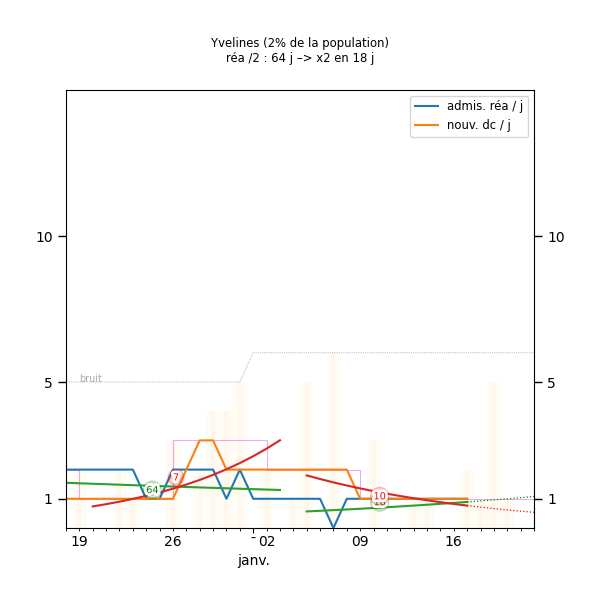 Yvelines (2% de la population)
réa /2 : 64 j –> x2 en 18 j
admis. réa / j
nouv. dc / j
10 10
5 5
bruit
7
64
10
1 1
19 26 02 09 16
janv.